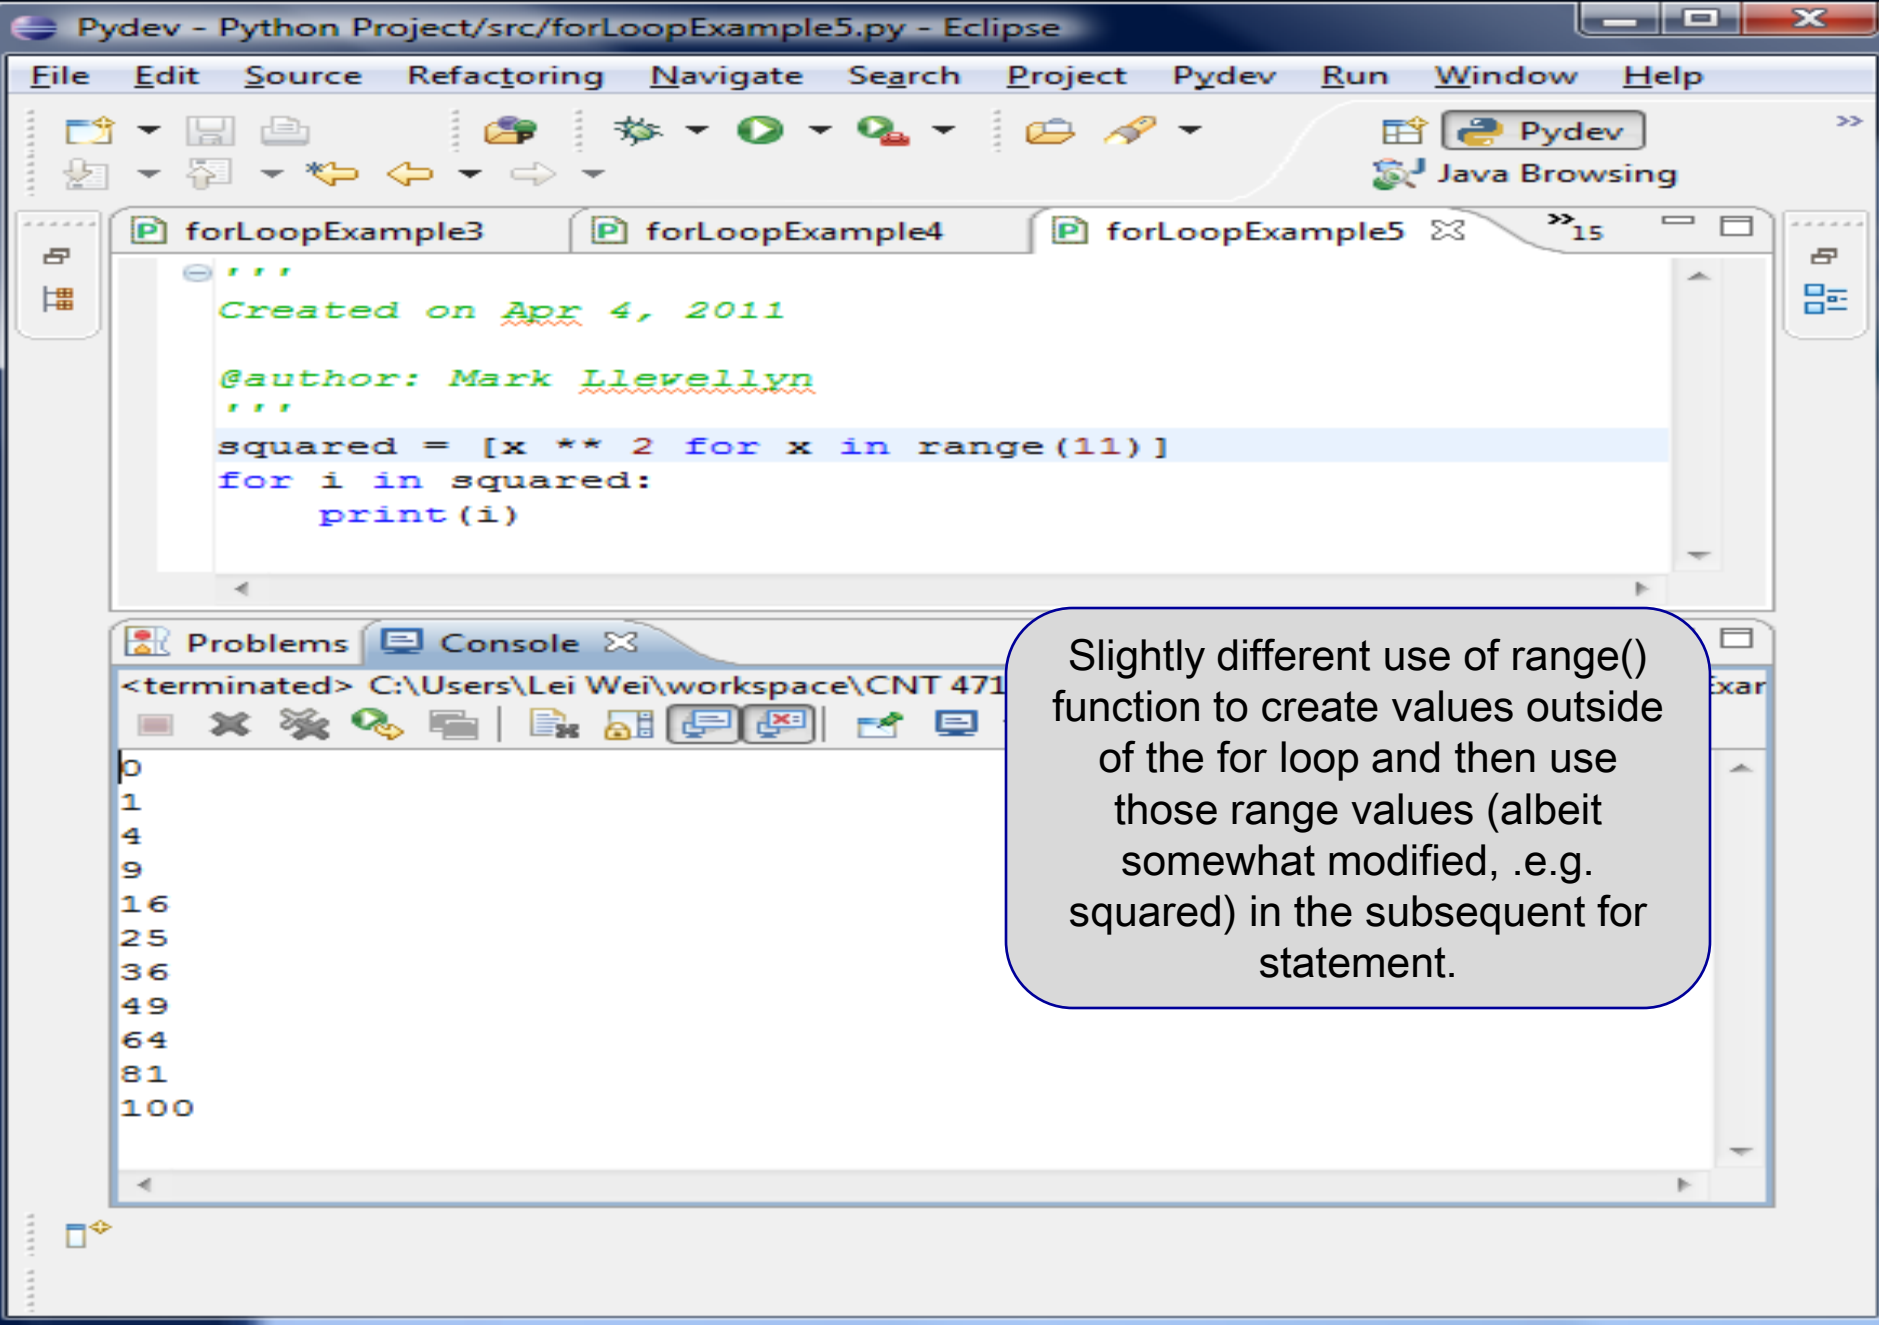 Pydev - Python Project/src/forLoopExample5.py - Eclipse
File Edit Source Refactoring Navigate Search Project Pydev Run Window Help
Pydev
Java Browsing
forLoopExample3 forLoopExample4 forLoopExample5 »15
'''
Created on Apr 4, 2011
@author: Mark Llewellyn
'''
squared = [x ** 2 for x in range(11)]
for i in squared:
    print(i)
Problems Console
<terminated> C:\Users\Lei Wei\workspace\CNT 471
0
1
4
9
16
25
36
49
64
81
100
Slightly different use of range()
function to create values outside
of the for loop and then use
those range values (albeit
somewhat modified, .e.g.
squared) in the subsequent for
statement.